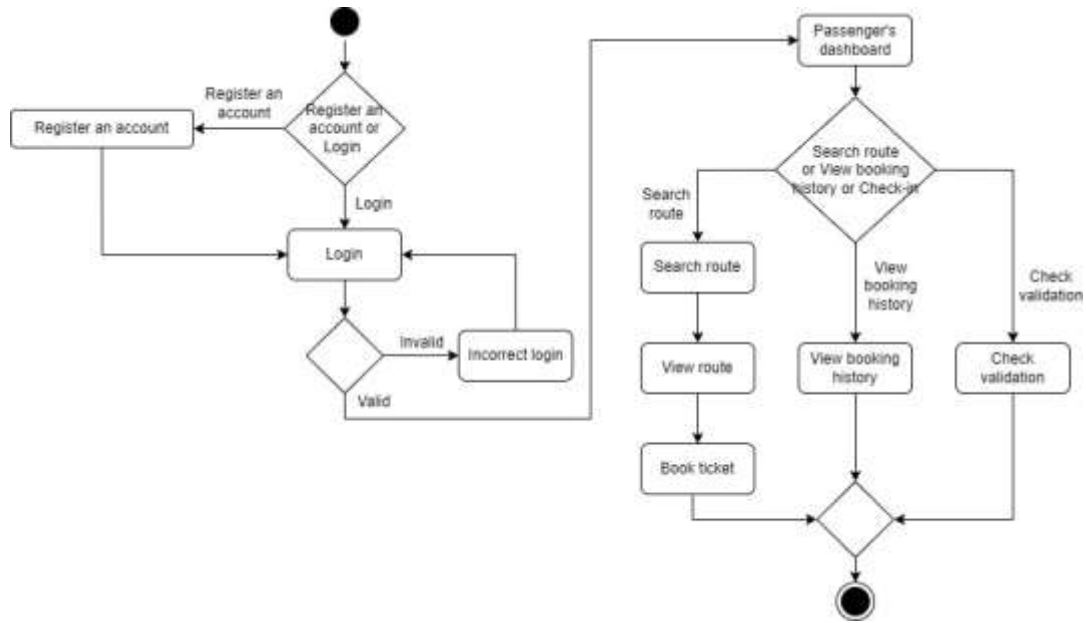 Register an
account
Register an account
Register an
account or
Login
Login
Login
Invalid
Incorrect login
Valid
Passenger's
dashboard
Search route
or View booking
history or Check-in
Search
route
Search route
View
booking
history
Check
validation
View route
View booking
history
Check
validation
Book ticket